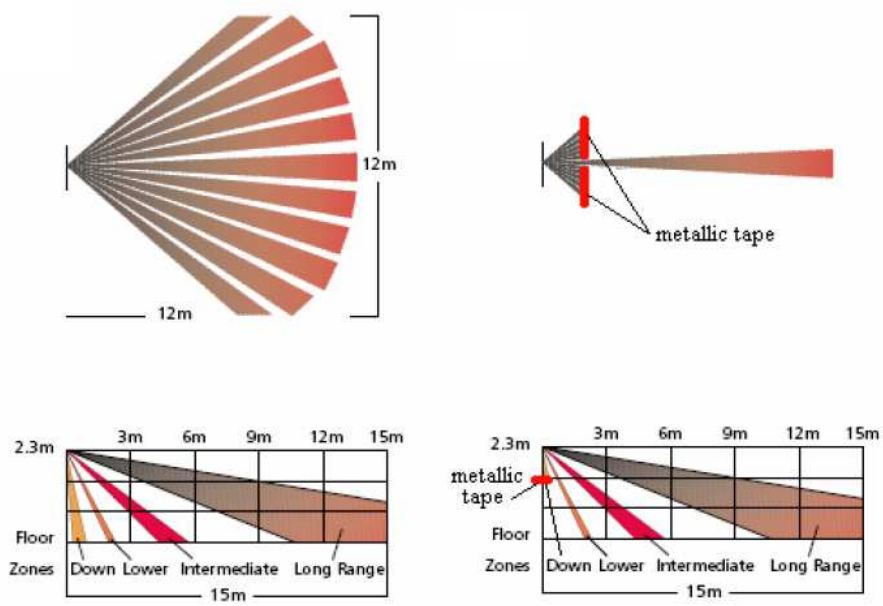 12m
12m
metallic tape
3m 6m 9m 12m 15m
2.3m
Floor
Zones Down Lower Intermediate Long Range
15m
3m 6m 9m 12m 15m
2.3m
metallic
tape
Floor
Zones Down Lower Intermediate Long Range
15m